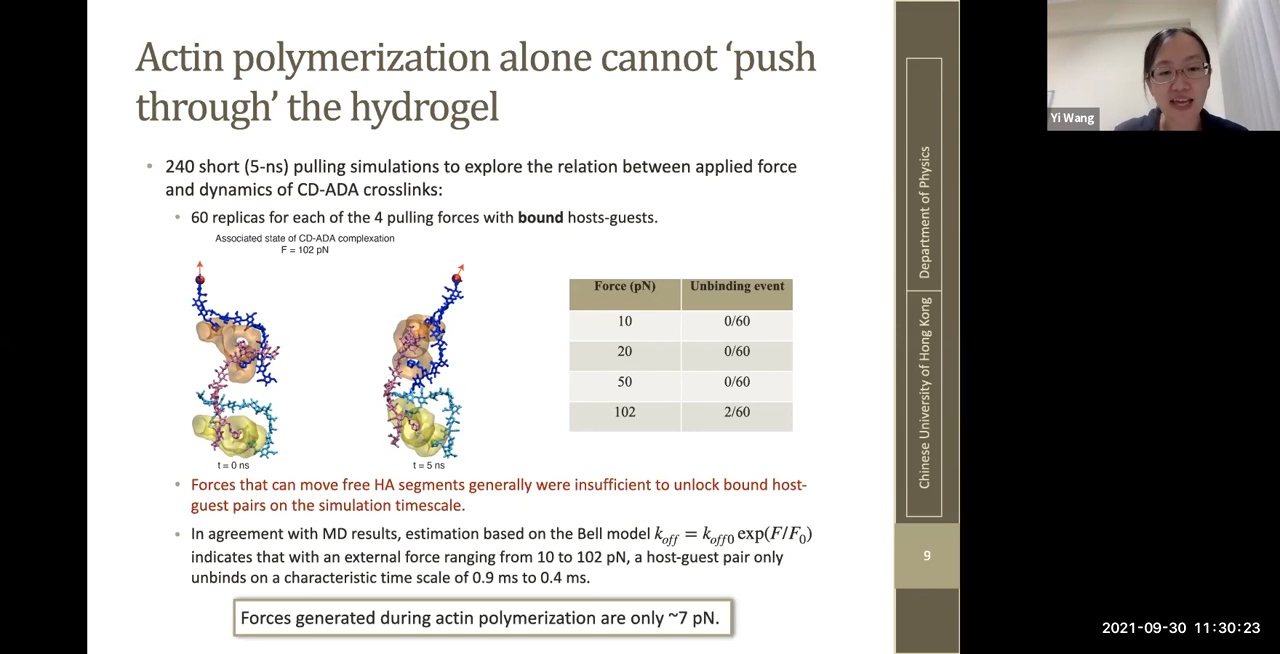 Actin polymerization alone cannot ‘push
through’ the hydrogel
• 240 short (5-ns) pulling simulations to explore the relation between applied force
and dynamics of CD-ADA crosslinks:
• 60 replicas for each of the 4 pulling forces with bound hosts-guests.
Associated state of CD-ADA complexation
F = 102 pN
t = 0 ns
t = 5 ns
Force (pN) Unbinding event
10 0/60
20 0/60
50 0/60
102 2/60
• Forces that can move free HA segments generally were insufficient to unlock bound host-
guest pairs on the simulation timescale.
• In agreement with MD results, estimation based on the Bell model k_off = k_off0 exp(F/F_0)
indicates that with an external force ranging from 10 to 102 pN, a host-guest pair only
unbinds on a characteristic time scale of 0.9 ms to 0.4 ms.
Forces generated during actin polymerization are only ~7 pN.
Chinese University of Hong Kong
Department of Physics
9
Yi Wang
2021-09-30 11:30:23